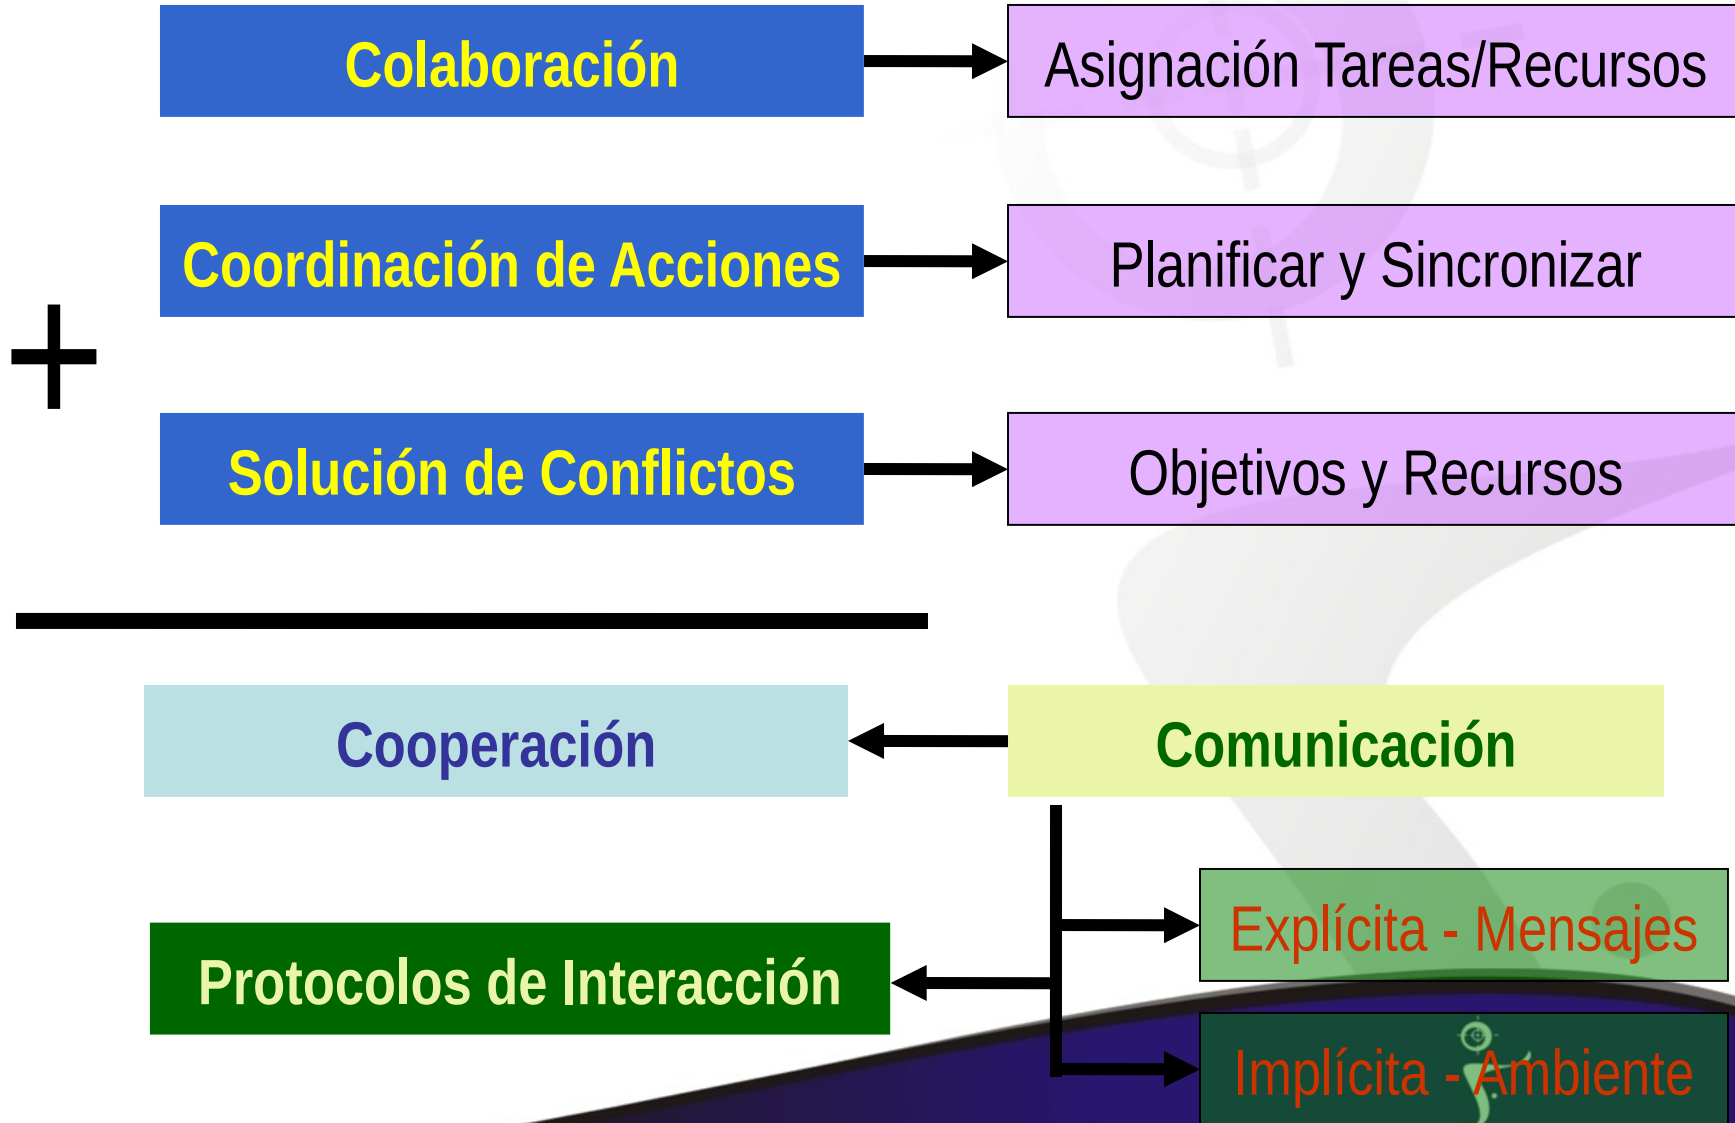 Colaboración
Asignación Tareas/Recursos
Coordinación de Acciones
Planificar y Sincronizar
+
Solución de Conflictos
Objetivos y Recursos
Cooperación
Comunicación
Explícita - Mensajes
Protocolos de Interacción
Implícita - Ambiente